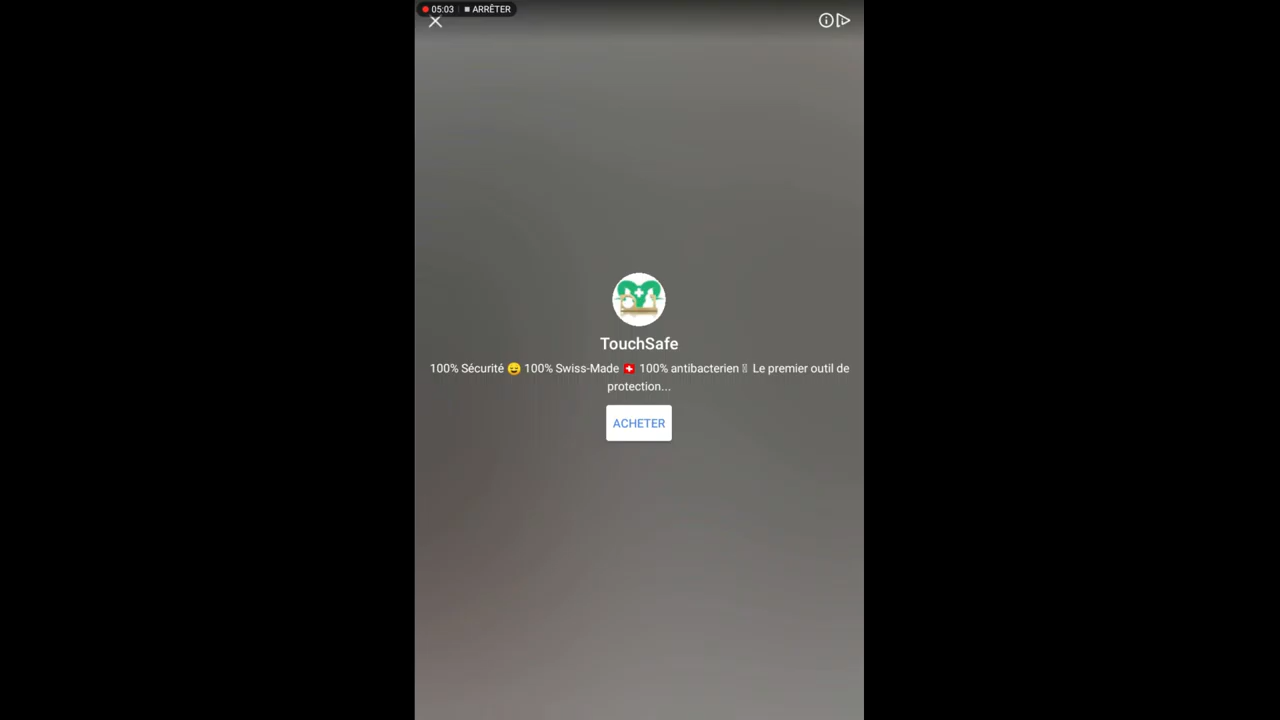 05:03 ARRÊTER
TouchSafe
100% Sécurité 😄 100% Swiss-Made 🇨🇭 100% antibacterien Le premier outil de
protection...
ACHETER